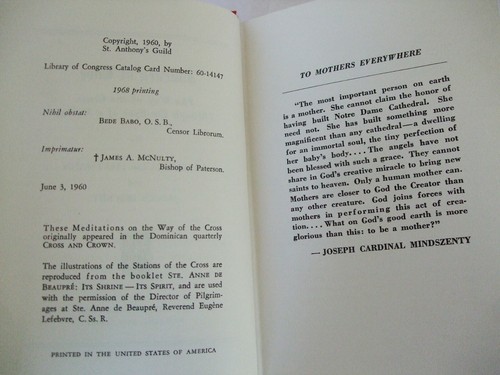 Copyright, 1960, by
St. Anthony's Guild
Library of Congress Catalog Card Number: 60-14147
1968 printing
Nihil obstat:
BEDE BABO, O. S. B.,
Censor Librorum.
Imprimatur:
† JAMES A. MCNULTY,
Bishop of Paterson.
June 3, 1960
These Meditations on the Way of the Cross
originally appeared in the Dominican quarterly
CROSS AND CROWN.
The illustrations of the Stations of the Cross are
reproduced from the booklet STE. ANNE DE
BEAUPRÉ: ITS SHRINE — ITS SPIRIT, and are used
with the permission of the Director of Pilgrim-
ages at Ste. Anne de Beaupré, Reverend Eugène
Lefebvre, C. Ss. R.
PRINTED IN THE UNITED STATES OF AMERICA
TO MOTHERS EVERYWHERE
"The most important person on earth
is a mother. She cannot claim the honor of
having built Notre Dame Cathedral. She
need not. She has built something more
magnificent than any cathedral—a dwelling
for an immortal soul, the tiny perfection of
her baby's body.... The angels have not
been blessed with such a grace. They cannot
share in God's creative miracle to bring new
saints to heaven. Only a human mother can.
Mothers are closer to God the Creator than
any other creature. God joins forces with
mothers in performing this act of crea-
tion.... What on God's good earth is more
glorious than this: to be a mother?"
— JOSEPH CARDINAL MINDSZENTY